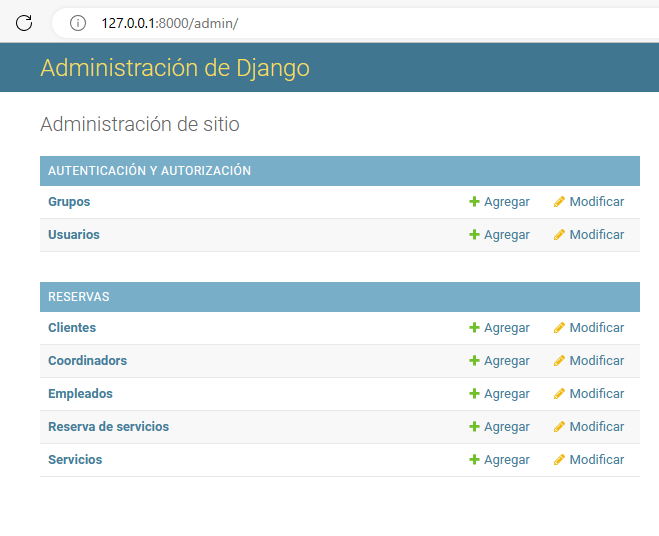 127.0.0.1:8000/admin/
Administración de Django
Administración de sitio
AUTENTICACIÓN Y AUTORIZACIÓN
Grupos Agregar Modificar
Usuarios Agregar Modificar
RESERVAS
Clientes Agregar Modificar
Coordinadors Agregar Modificar
Empleados Agregar Modificar
Reserva de servicios Agregar Modificar
Servicios Agregar Modificar